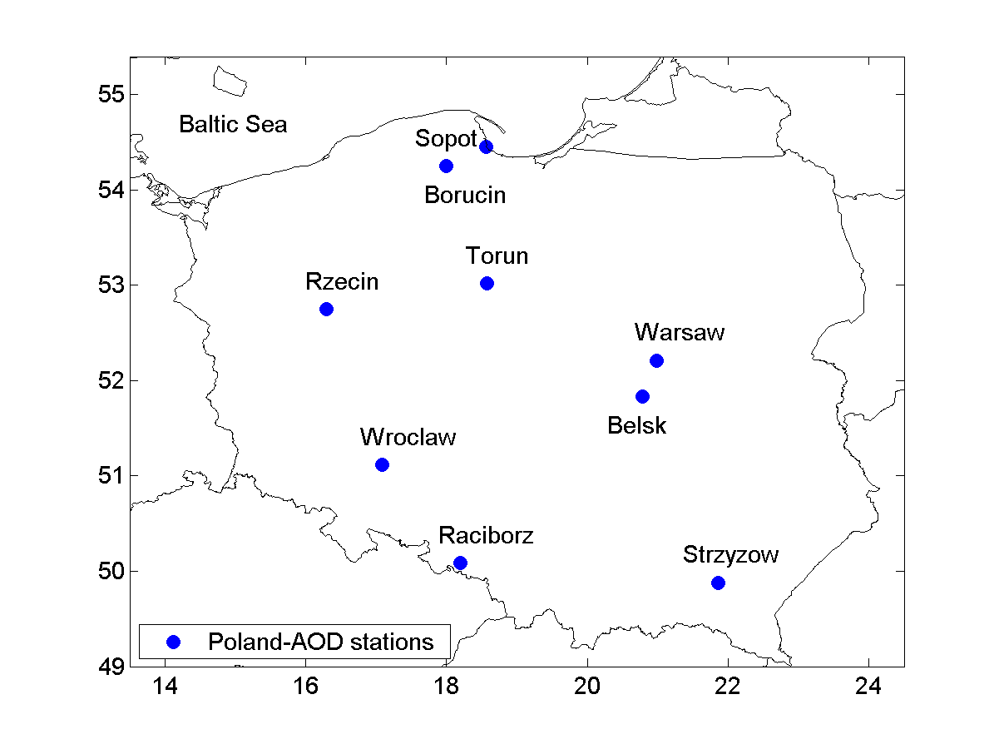 55
Baltic Sea
Sopot
54
Borucin
Torun
53
Rzecin
Warsaw
52
Belsk
Wroclaw
51
Raciborz
Strzyzow
50
Poland-AOD stations
49
14 16 18 20 22 24